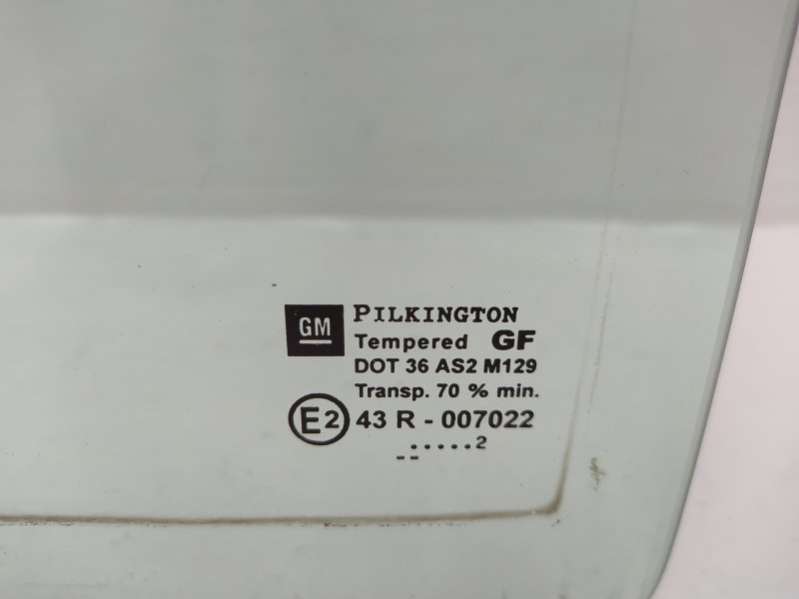 GM PILKINGTON
Tempered GF
DOT 36 AS2 M129
Transp. 70 % min.
E2 43 R - 007022
.....2
--